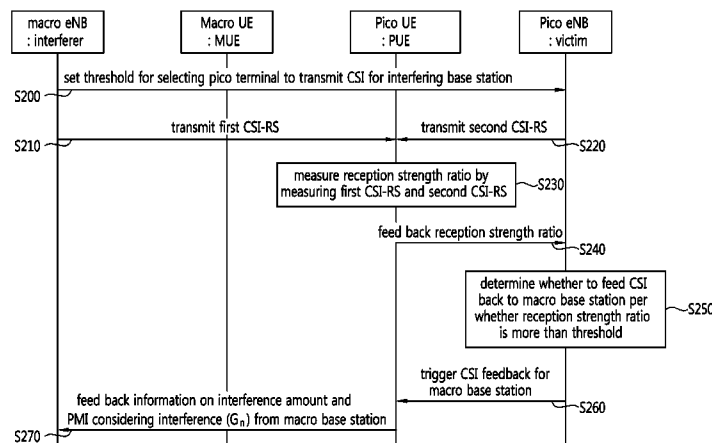 macro eNB
: interferer
Macro UE
: MUE
Pico UE
: PUE
Pico eNB
: victim
set threshold for selecting pico terminal to transmit CSI for interfering base station
S200
transmit first CSI-RS
transmit second CSI-RS
S210
S220
measure reception strength ratio by
measuring first CSI-RS and second CSI-RS
S230
feed back reception strength ratio
S240
determine whether to feed CSI
back to macro base station per
whether reception strength ratio
is more than threshold
S250
trigger CSI feedback for
macro base station
S260
feed back information on interference amount and
PMI considering interference (Gn) from macro base station
S270